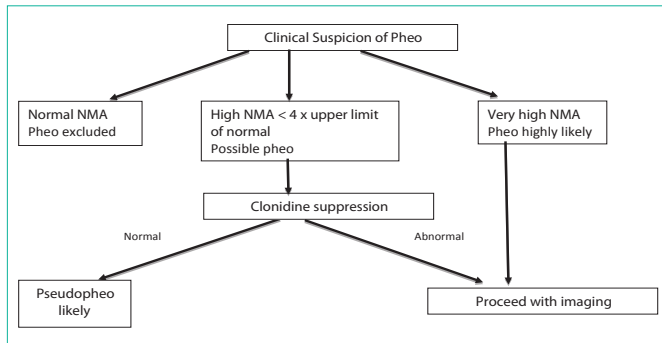 Clinical Suspicion of Pheo
Normal NMA
Pheo excluded
High NMA < 4 x upper limit
of normal
Possible pheo
Very high NMA
Pheo highly likely
Clonidine suppression
Normal
Abnormal
Pseudopheo
likely
Proceed with imaging